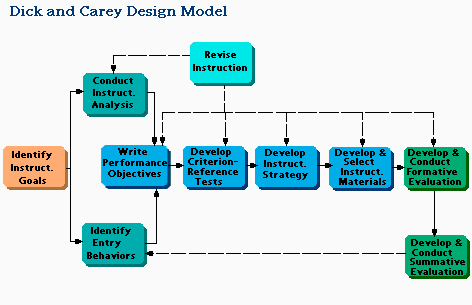 Dick and Carey Design Model
Revise
Instruction
Conduct
Instruct.
Analysis
Identify
Instruct.
Goals
Write
Performance
Objectives
Develop
Criterion-
Reference
Tests
Develop
Instruct.
Strategy
Develop &
Select
Instruct.
Materials
Develop &
Conduct
Formative
Evaluation
Identify
Entry
Behaviors
Develop &
Conduct
Summative
Evaluation